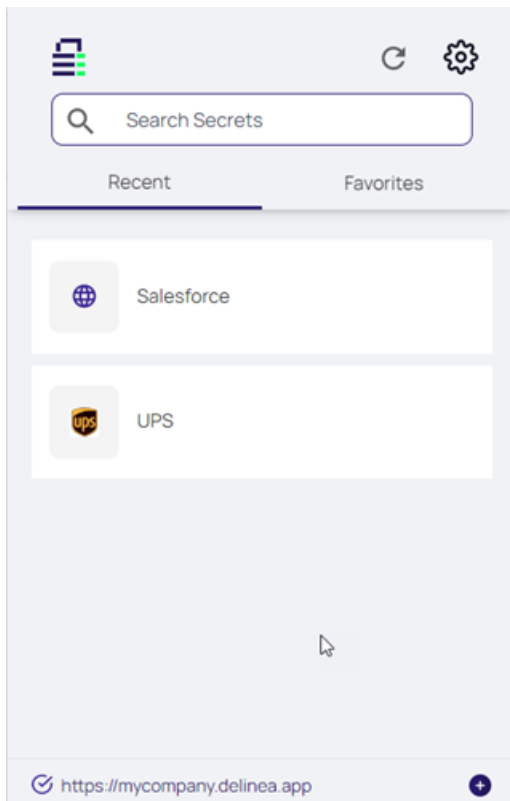 Search Secrets
Recent Favorites
Salesforce
ups UPS
https://mycompany.delinea.app